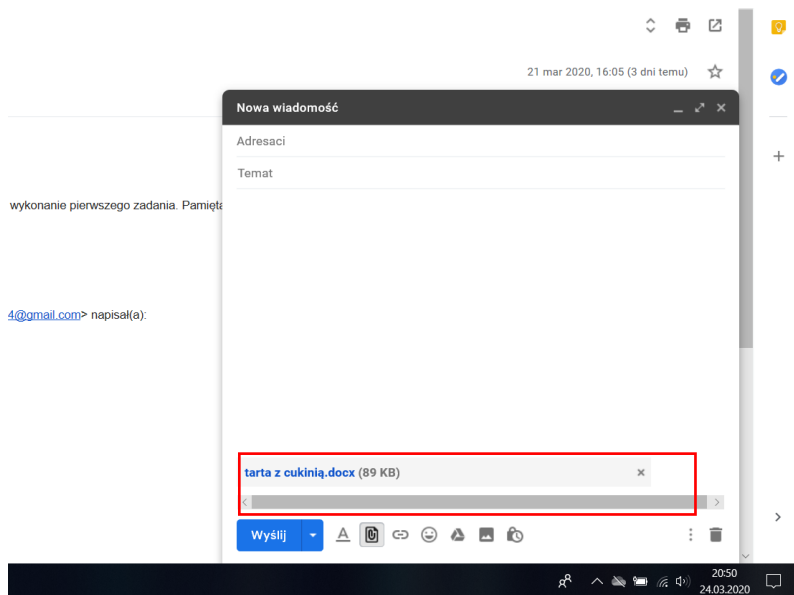 21 mar 2020, 16:05 (3 dni temu)
Nowa wiadomość
Adresaci
Temat
wykonanie pierwszego zadania. Pamięta
4@gmail.com> napisał(a):
tarta z cukinią.docx (89 KB)
Wyślij
20:50
24.03.2020